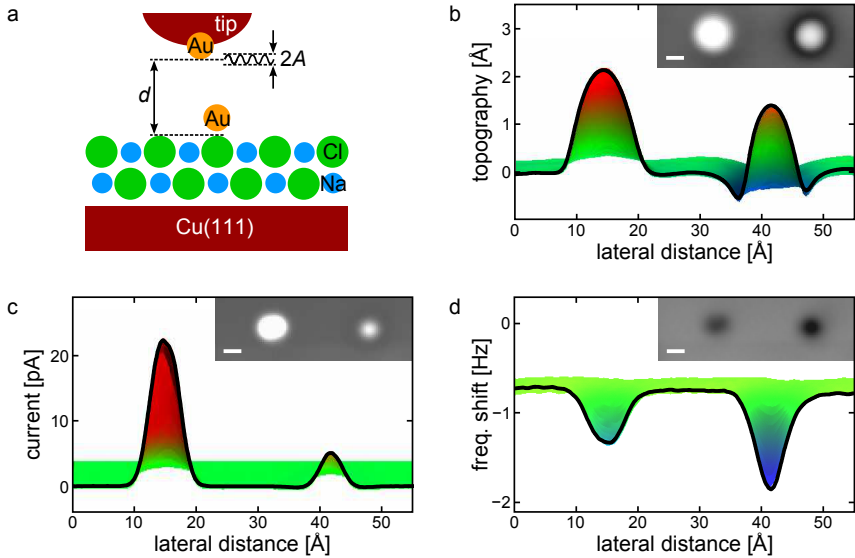 a
tip
Au
2A
d
Au
Cl
Na
Cu(111)
b
topography [Å]
3
2
1
0
0
10
20
30
40
50
lateral distance [Å]
c
current [pA]
20
10
0
0
10
20
30
40
50
lateral distance [Å]
d
freq. shift [Hz]
0
−1
−2
0
10
20
30
40
50
lateral distance [Å]